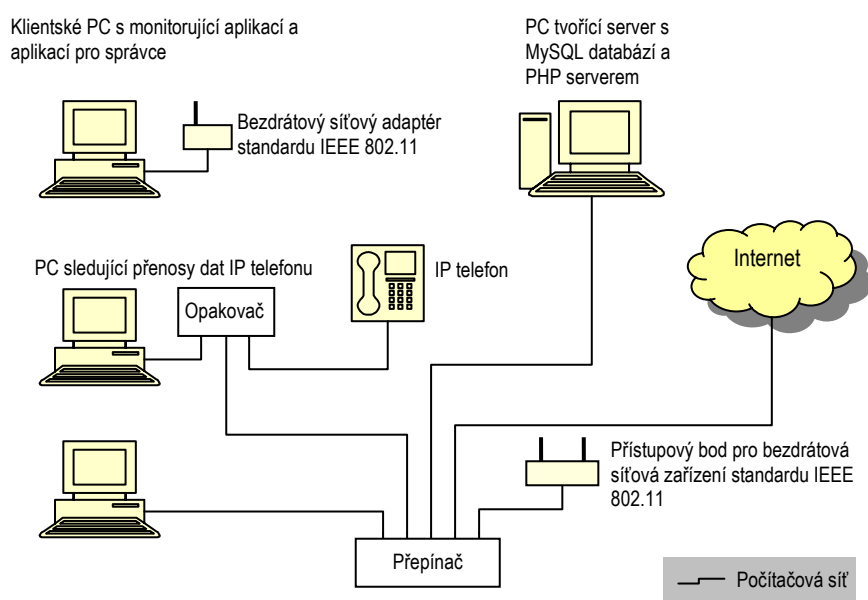 Klientské PC s monitorující aplikací a
aplikací pro správce
PC tvořící server s
MySQL databází a
PHP serverem
Bezdrátový síťový adaptér
standardu IEEE 802.11
PC sledující přenosy dat IP telefonu
IP telefon
Internet
Opakovač
Přístupový bod pro bezdrátová
síťová zařízení standardu IEEE
802.11
Přepínač
Počítačová síť